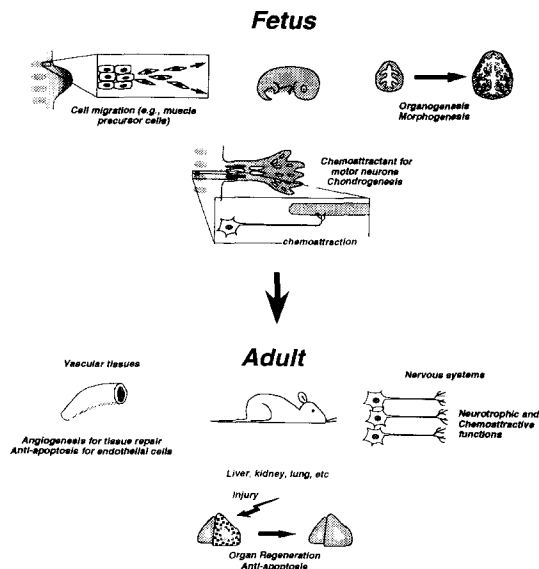 Fetus
Cell migration (e.g., muscle
precursor cells)
Organogenesis
Morphogenesis
Chemoattractant for
motor neurons
Chondrogenesis
chemoattraction
Adult
Vascular tissues
Nervous systems
Neurotrophic and
Chemoattractive
functions
Angiogenesis for tissue repair
Anti-apoptosis for endothelial cells
Liver, kidney, lung, etc
Injury
Organ Regeneration
Anti-apoptosis